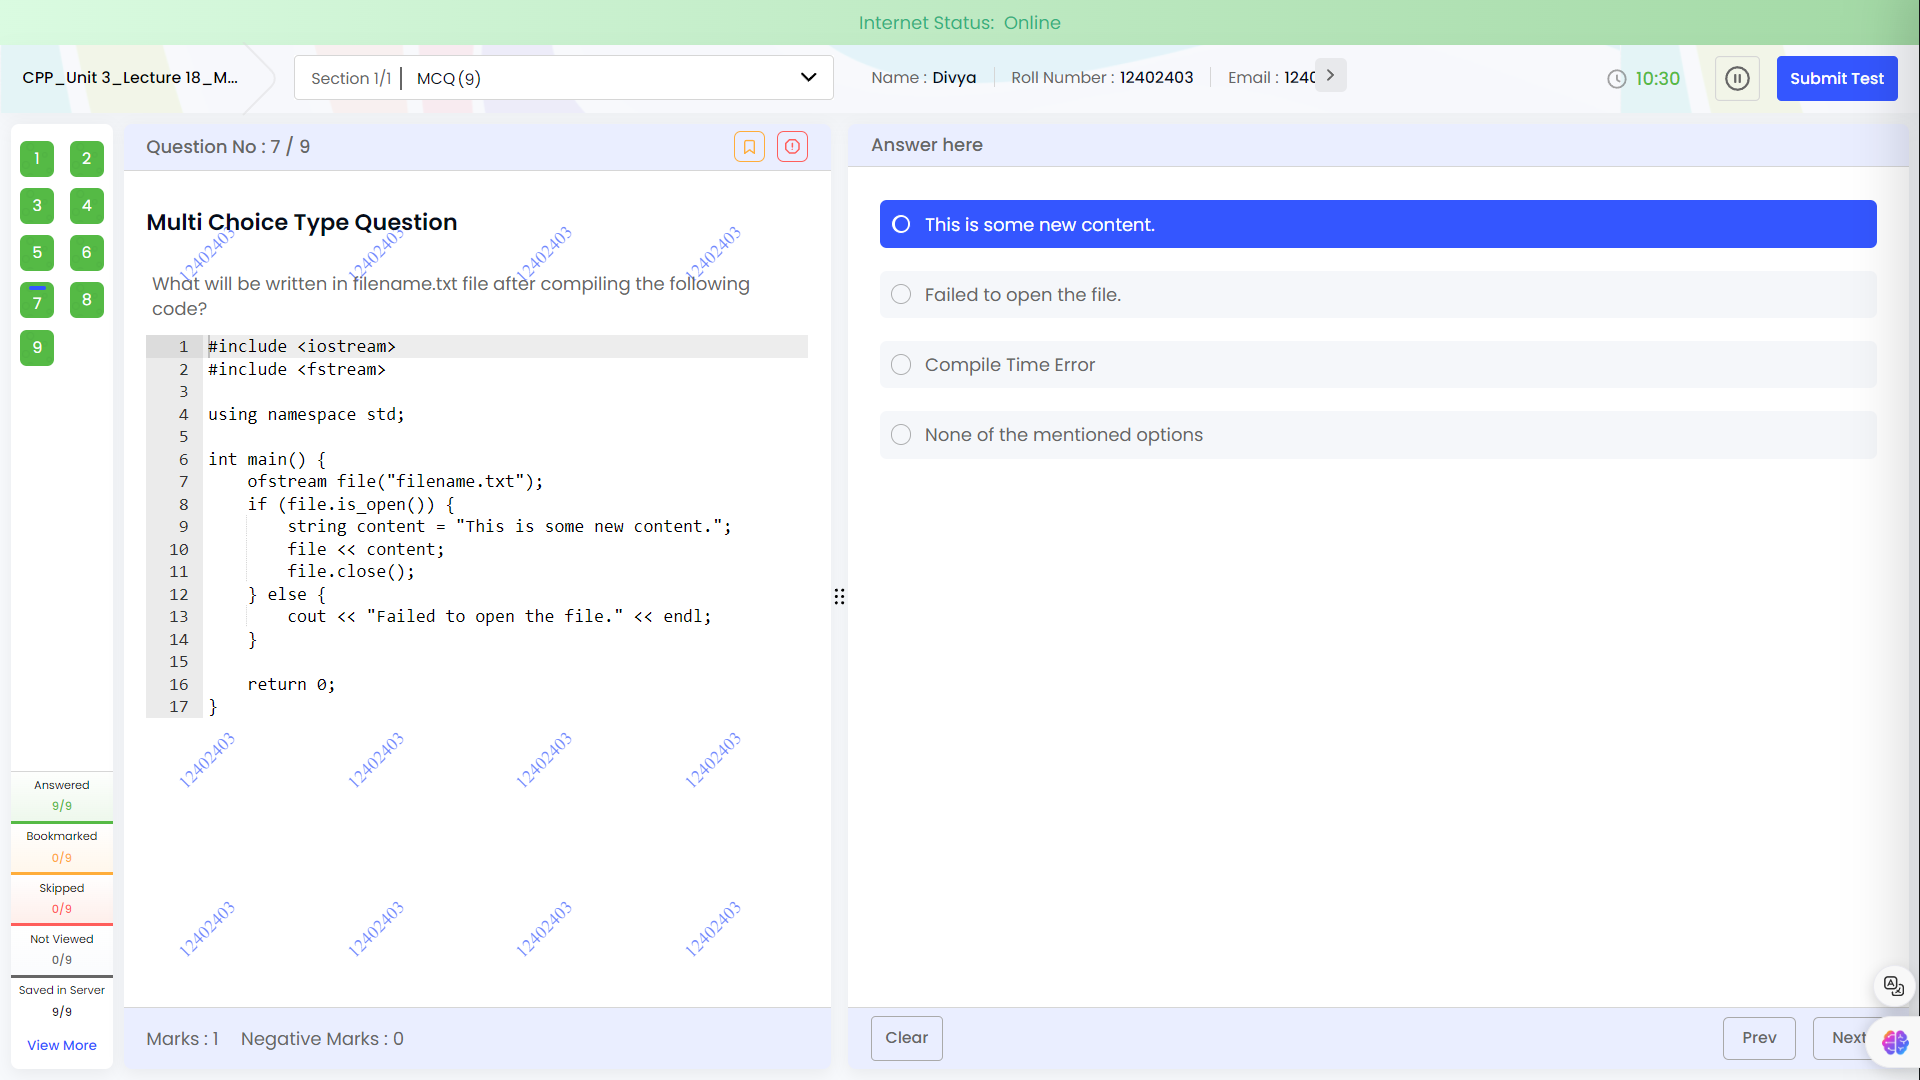 Internet Status: Online
CPP_Unit 3_Lecture 18_M...
Section 1/1 | MCQ (9)
Name : Divya
Roll Number : 12402403
Email : 1240
10:30
Submit Test
1 2
3 4
5 6
7 8
9
Question No : 7 / 9
Multi Choice Type Question
12402403 12402403 12402403 12402403
What will be written in filename.txt file after compiling the following
code?
1 #include <iostream>
2 #include <fstream>
3
4 using namespace std;
5
6 int main() {
7     ofstream file("filename.txt");
8     if (file.is_open()) {
9         string content = "This is some new content.";
10         file << content;
11         file.close();
12     } else {
13         cout << "Failed to open the file." << endl;
14     }
15
16     return 0;
17 }
12402403 12402403 12402403 12402403
12402403 12402403 12402403 12402403
Marks : 1 Negative Marks : 0
Answer here
This is some new content.
Failed to open the file.
Compile Time Error
None of the mentioned options
Clear
Prev
Next
Answered
9/9
Bookmarked
0/9
Skipped
0/9
Not Viewed
0/9
Saved in Server
9/9
View More